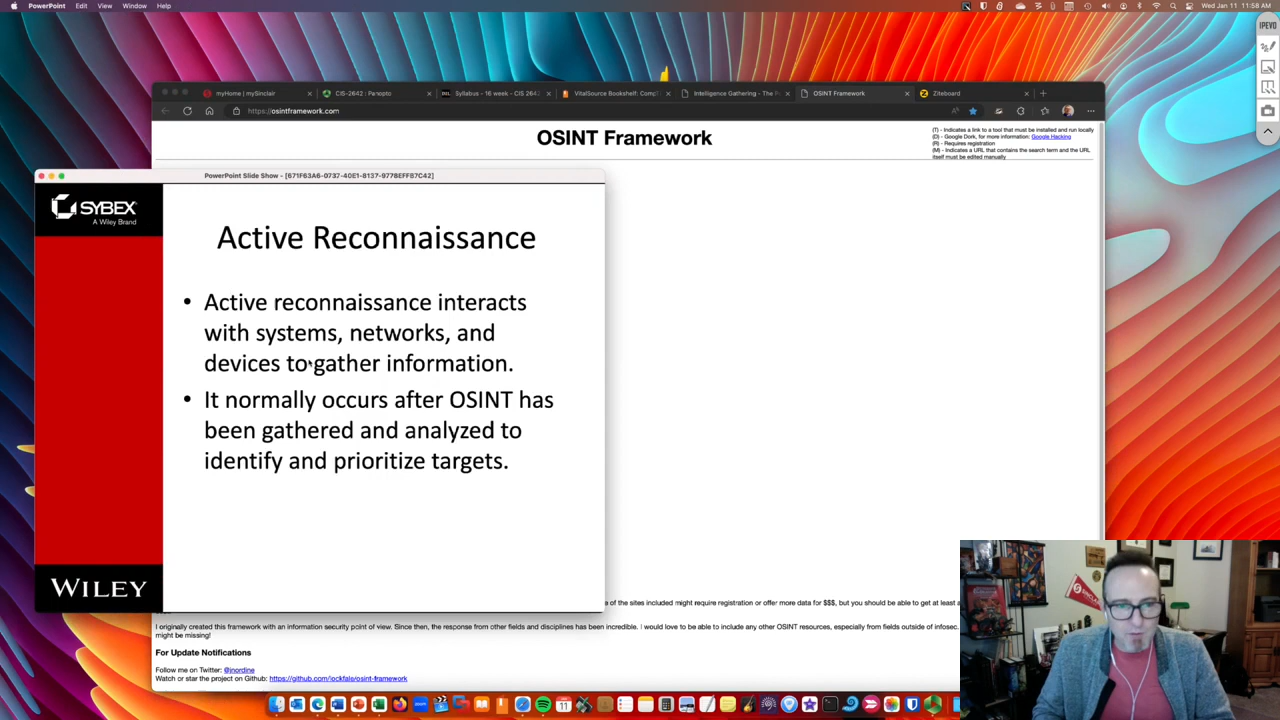 PowerPoint Edit View Window Help
Wed Jan 11 11:58 AM
IPEVO
myHome | mySinclair
CIS-2642 : Panopto
Syllabus - 16 week - CIS 2642
VitalSource Bookshelf: CompT
Intelligence Gathering - The P
OSINT Framework
Ziteboard
https://osintframework.com
OSINT Framework
(T) - Indicates a link to a tool that must be installed and run locally
(D) - Google Dork, for more information: Google Hacking
(R) - Requires registration
(M) - Indicates a URL that contains the search term and the URL
itself must be edited manually
PowerPoint Slide Show - [671F63A6-0737-40E1-8137-9778EFFB7C42]
SYBEX
A Wiley Brand
Active Reconnaissance
• Active reconnaissance interacts
with systems, networks, and
devices to gather information.
• It normally occurs after OSINT has
been gathered and analyzed to
identify and prioritize targets.
WILEY
e of the sites included might require registration or offer more data for $$$, but you should be able to get at least a
I originally created this framework with an information security point of view. Since then, the response from other fields and disciplines has been incredible. I would love to be able to include any other OSINT resources, especially from fields outside of infosec.
might be missing!
For Update Notifications
Follow me on Twitter: @jnordine
Watch or star the project on Github: https://github.com/lockfale/osint-framework
SINCLAIR